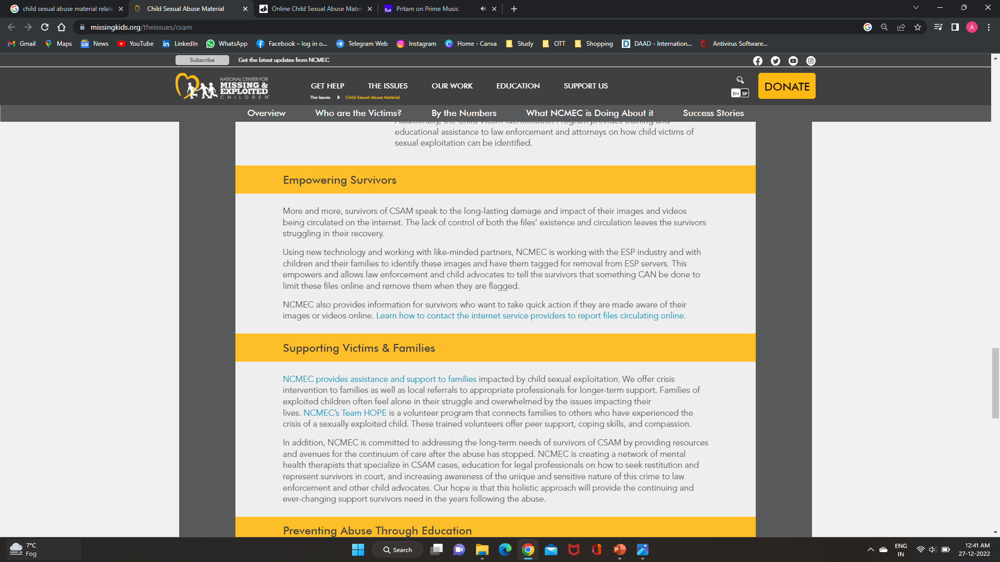 child sexual abuse material relate
Child Sexual Abuse Material
Online Child Sexual Abuse Mater
Pritam on Prime Music
missingkids.org/theissues/csam
A
Gmail
Maps
News
YouTube
LinkedIn
WhatsApp
Facebook – log in o...
Telegram Web
Instagram
Home - Canva
Study
OTT
Shopping
DAAD - Internation...
Antivirus Software...
Subscribe
Get the latest updates from NCMEC
NATIONAL CENTER FOR
MISSING &
EXPLOITED
CHILDREN
GET HELP
THE ISSUES
OUR WORK
EDUCATION
SUPPORT US
EN SP
DONATE
The Issues
Child Sexual Abuse Material
Overview
Who are the Victims?
By the Numbers
What NCMEC is Doing About it
Success Stories
Additionally, the Child Victim Identification Program provides training and
educational assistance to law enforcement and attorneys on how child victims of
sexual exploitation can be identified.
Empowering Survivors
More and more, survivors of CSAM speak to the long-lasting damage and impact of their images and videos
being circulated on the internet. The lack of control of both the files’ existence and circulation leaves the survivors
struggling in their recovery.
Using new technology and working with like-minded partners, NCMEC is working with the ESP industry and with
children and their families to identify these images and have them tagged for removal from ESP servers. This
empowers and allows law enforcement and child advocates to tell the survivors that something CAN be done to
limit these files online and remove them when they are flagged.
NCMEC also provides information for survivors who want to take quick action if they are made aware of their
images or videos online. Learn how to contact the internet service providers to report files circulating online.
Supporting Victims & Families
NCMEC provides assistance and support to families impacted by child sexual exploitation. We offer crisis
intervention to families as well as local referrals to appropriate professionals for longer-term support. Families of
exploited children often feel alone in their struggle and overwhelmed by the issues impacting their
lives. NCMEC’s Team HOPE is a volunteer program that connects families to others who have experienced the
crisis of a sexually exploited child. These trained volunteers offer peer support, coping skills, and compassion.
In addition, NCMEC is committed to addressing the long-term needs of survivors of CSAM by providing resources
and avenues for the continuum of care after the abuse has stopped. NCMEC is creating a network of mental
health therapists that specialize in CSAM cases, education for legal professionals on how to seek restitution and
represent survivors in court, and increasing awareness of the unique and sensitive nature of this crime to law
enforcement and other child advocates. Our hope is that this holistic approach will provide the continuing and
ever-changing support survivors need in the years following the abuse.
Preventing Abuse Through Education
7°C
Fog
Search
ENG
IN
12:41 AM
27-12-2022